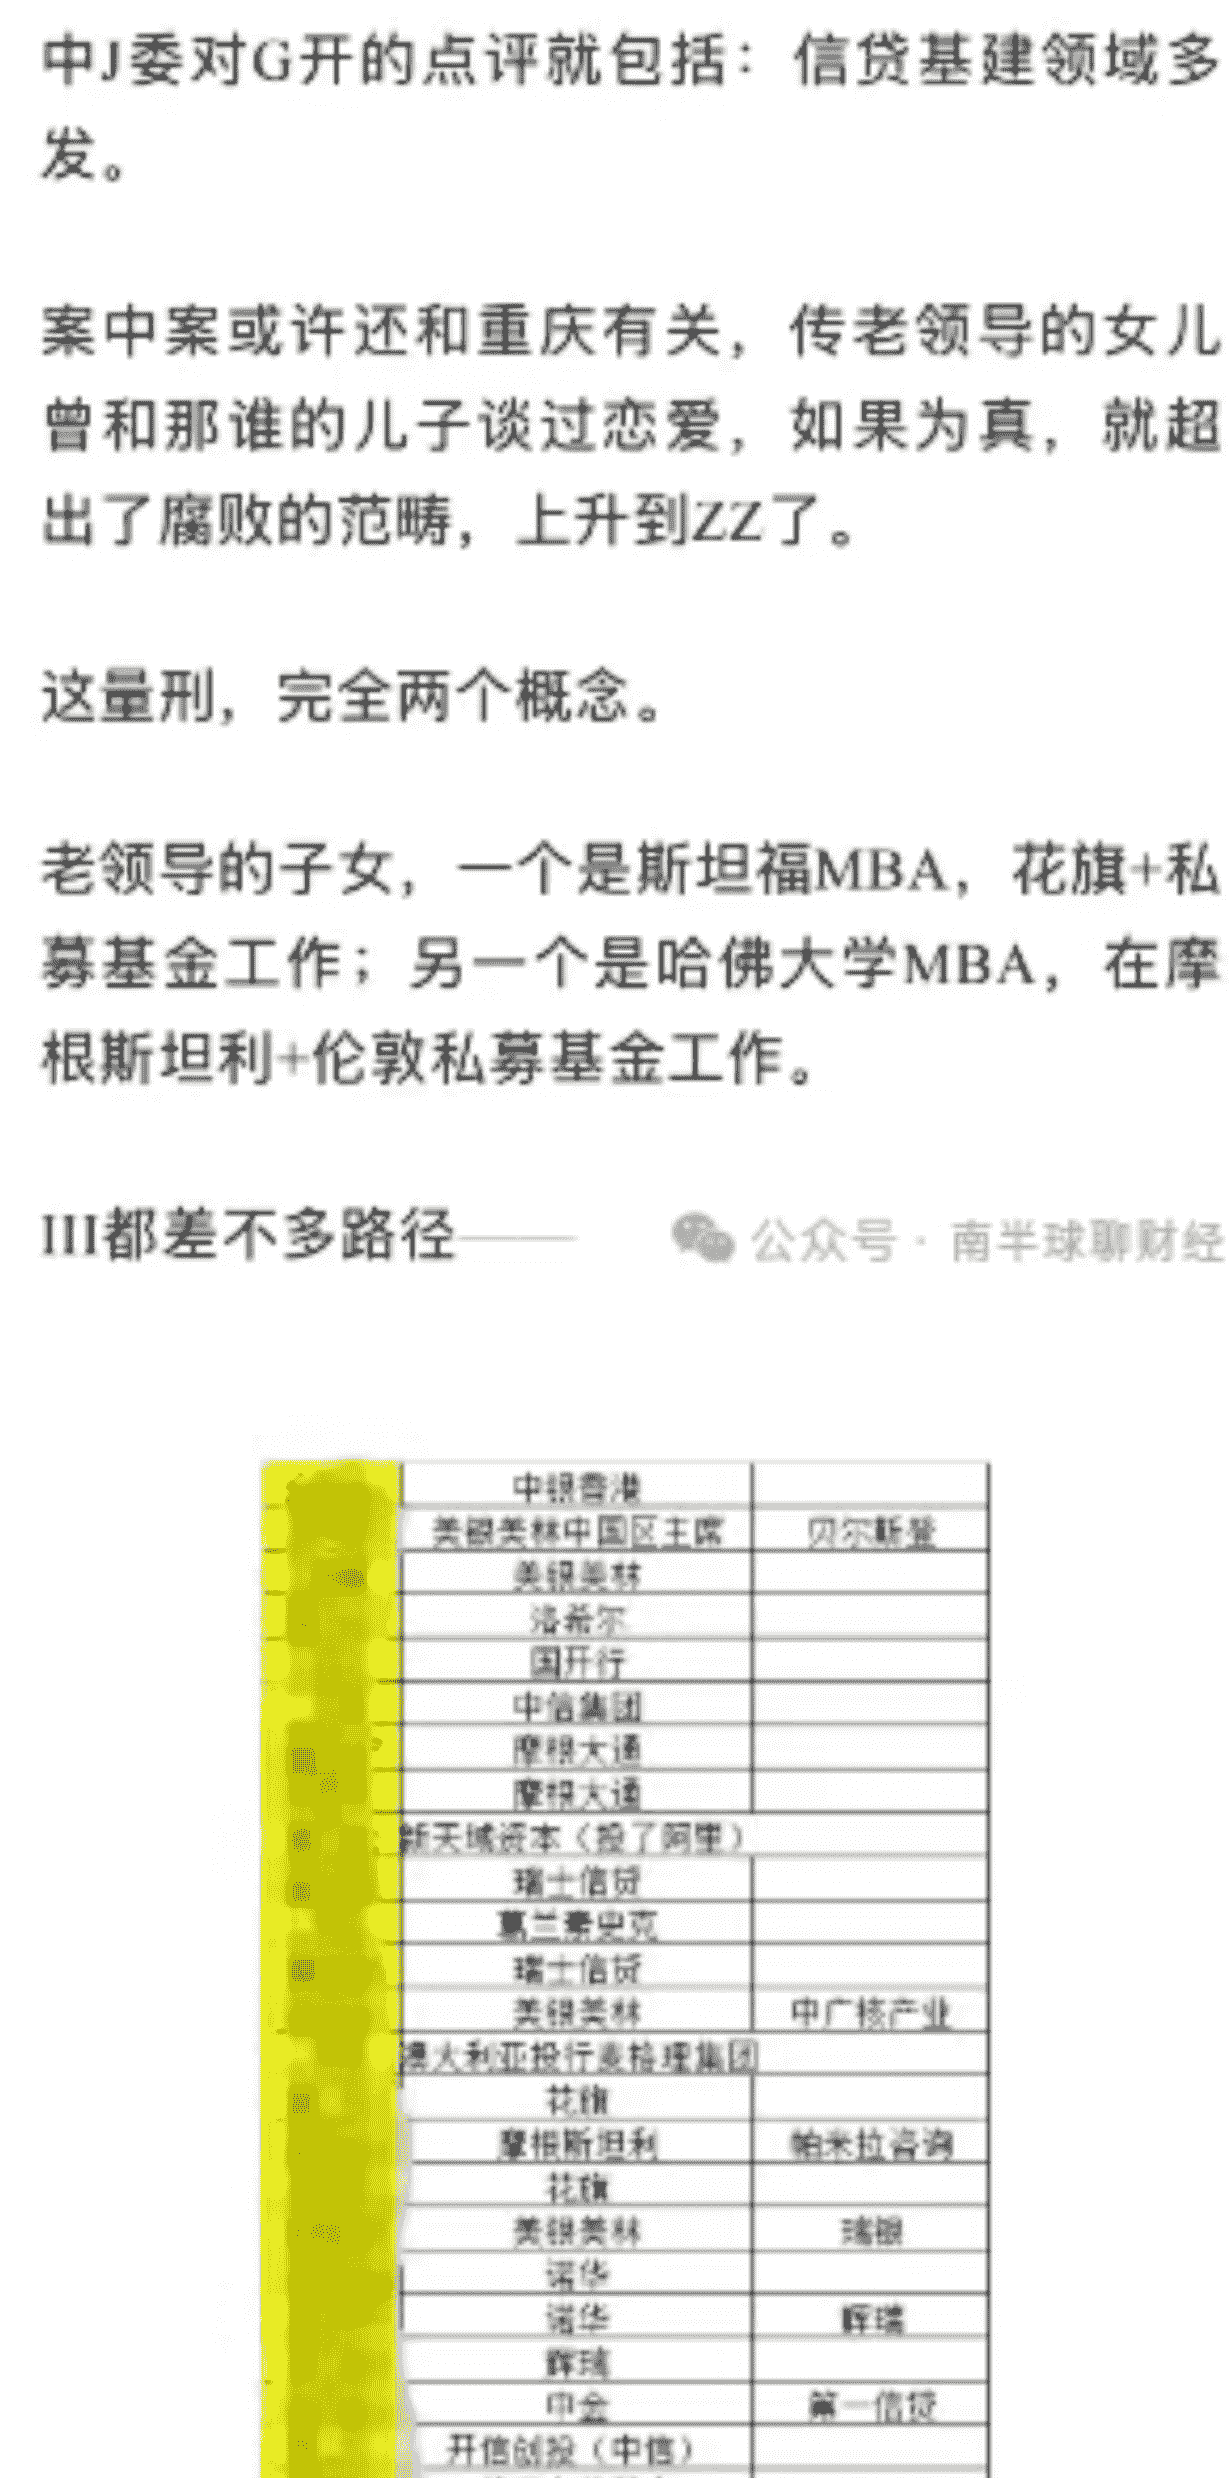 中J委对G开的点评就包括：信贷基建领域多
发。
案中案或许还和重庆有关，传老领导的女儿
曾和那谁的儿子谈过恋爱，如果为真，就超
出了腐败的范畴，上升到ZZ了。
这量刑，完全两个概念。
老领导的子女，一个是斯坦福MBA，花旗+私
募基金工作；另一个是哈佛大学MBA，在摩
根斯坦利+伦敦私募基金工作。
III都差不多路径——
公众号·南半球聊财经
中银香港
美银美林中国区主席 贝尔斯登
美银美林
洛希尔
国开行
中信集团
摩根大通
摩根大通
新天域资本（投了阿里）
瑞士信贷
葛兰素史克
瑞士信贷
美银美林 中广核产业
澳大利亚投行麦格理集团
花旗
摩根斯坦利 帕米拉咨询
花旗
美银美林 瑞银
诺华
诺华 辉瑞
辉瑞
中金 第一信贷
开信创投（中信）